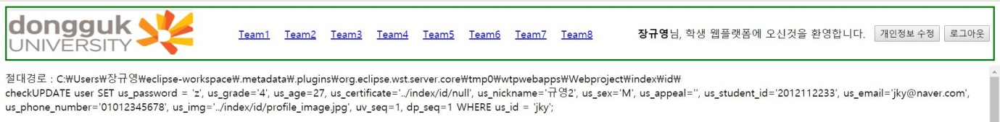 dongguk
UNIVERSITY
Team1 Team2 Team3 Team4 Team5 Team6 Team7 Team8 장규영님, 학생 웹플랫폼에 오신것을 환영합니다. 개인정보 수정 로그아웃
절대경로 : C:₩Users₩장규영₩eclipse-workspace₩.metadata₩.plugins₩org.eclipse.wst.server.core₩tmp0₩wtpwebapps₩Webproject₩index₩id₩
checkUPDATE user SET us_password = 'z', us_grade='4', us_age=27, us_certificate='../index/id/null', us_nickname='규영2', us_sex='M', us_appeal='', us_student_id='2012112233', us_email='jky@naver.com',
us_phone_number='01012345678', us_img='../index/id/profile_image.jpg', uv_seq=1, dp_seq=1 WHERE us_id = 'jky';